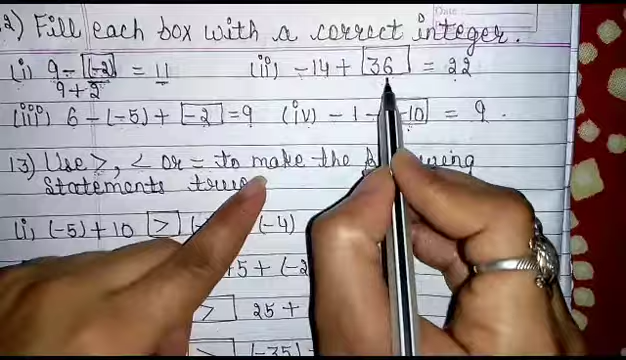 2) Fill each box with a correct integer. Date:
(i) 9 - (-2) = 11 (ii) -14 + 36 = 22
9 + 2
(iii) 6 - (-5) + -2 = 9 (iv) -1 - -10 = 9
13) Use >, < or = to make the
statements true
(i) (-5) + 10 > (-4)
+5 + (-2
> 25 +
> (-35)